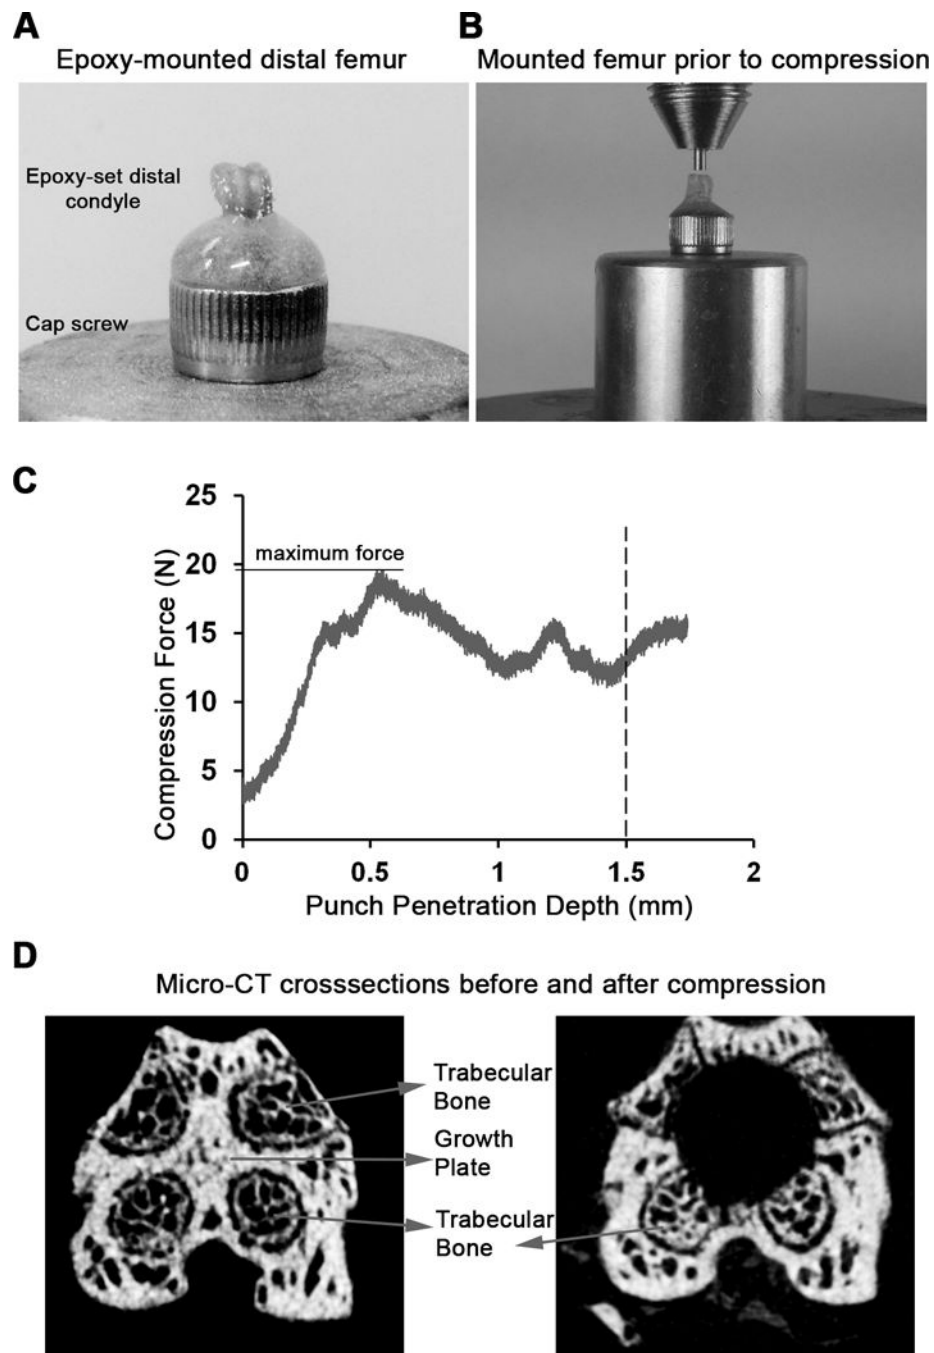 A
Epoxy-mounted distal femur
Epoxy-set distal
condyle
Cap screw
B
Mounted femur prior to compression
C
Compression Force (N)
25
20
15
10
5
0
maximum force
0
0.5
1
1.5
2
Punch Penetration Depth (mm)
D
Micro-CT crosssections before and after compression
Trabecular
Bone
Growth
Plate
Trabecular
Bone